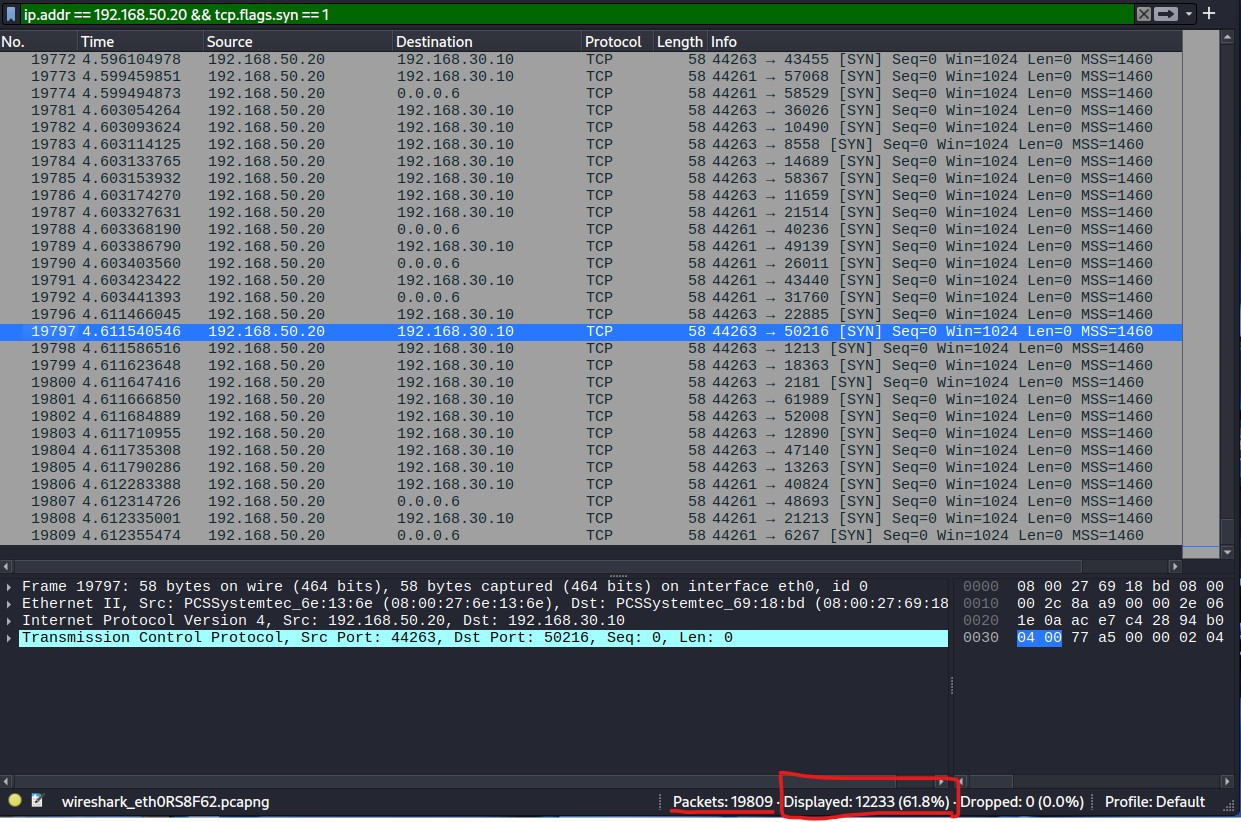 ip.addr == 192.168.50.20 && tcp.flags.syn == 1
No. Time Source Destination Protocol Length Info
19772 4.596104978 192.168.50.20 192.168.30.10 TCP 58 44263 → 43455 [SYN] Seq=0 Win=1024 Len=0 MSS=1460
19773 4.599459851 192.168.50.20 192.168.30.10 TCP 58 44261 → 57068 [SYN] Seq=0 Win=1024 Len=0 MSS=1460
19774 4.599494873 192.168.50.20 0.0.0.6 TCP 58 44261 → 58529 [SYN] Seq=0 Win=1024 Len=0 MSS=1460
19781 4.603054264 192.168.50.20 192.168.30.10 TCP 58 44263 → 36026 [SYN] Seq=0 Win=1024 Len=0 MSS=1460
19782 4.603093624 192.168.50.20 192.168.30.10 TCP 58 44263 → 10490 [SYN] Seq=0 Win=1024 Len=0 MSS=1460
19783 4.603114125 192.168.50.20 192.168.30.10 TCP 58 44263 → 8558 [SYN] Seq=0 Win=1024 Len=0 MSS=1460
19784 4.603133765 192.168.50.20 192.168.30.10 TCP 58 44263 → 14689 [SYN] Seq=0 Win=1024 Len=0 MSS=1460
19785 4.603153932 192.168.50.20 192.168.30.10 TCP 58 44263 → 58367 [SYN] Seq=0 Win=1024 Len=0 MSS=1460
19786 4.603174270 192.168.50.20 192.168.30.10 TCP 58 44263 → 11659 [SYN] Seq=0 Win=1024 Len=0 MSS=1460
19787 4.603327631 192.168.50.20 192.168.30.10 TCP 58 44261 → 21514 [SYN] Seq=0 Win=1024 Len=0 MSS=1460
19788 4.603368190 192.168.50.20 0.0.0.6 TCP 58 44261 → 40236 [SYN] Seq=0 Win=1024 Len=0 MSS=1460
19789 4.603386790 192.168.50.20 192.168.30.10 TCP 58 44261 → 49139 [SYN] Seq=0 Win=1024 Len=0 MSS=1460
19790 4.603403560 192.168.50.20 0.0.0.6 TCP 58 44261 → 26011 [SYN] Seq=0 Win=1024 Len=0 MSS=1460
19791 4.603423422 192.168.50.20 192.168.30.10 TCP 58 44261 → 43440 [SYN] Seq=0 Win=1024 Len=0 MSS=1460
19792 4.603441393 192.168.50.20 0.0.0.6 TCP 58 44261 → 31760 [SYN] Seq=0 Win=1024 Len=0 MSS=1460
19796 4.611466045 192.168.50.20 192.168.30.10 TCP 58 44263 → 22885 [SYN] Seq=0 Win=1024 Len=0 MSS=1460
19797 4.611540546 192.168.50.20 192.168.30.10 TCP 58 44263 → 50216 [SYN] Seq=0 Win=1024 Len=0 MSS=1460
19798 4.611586516 192.168.50.20 192.168.30.10 TCP 58 44263 → 1213 [SYN] Seq=0 Win=1024 Len=0 MSS=1460
19799 4.611623648 192.168.50.20 192.168.30.10 TCP 58 44263 → 18363 [SYN] Seq=0 Win=1024 Len=0 MSS=1460
19800 4.611647416 192.168.50.20 192.168.30.10 TCP 58 44263 → 2181 [SYN] Seq=0 Win=1024 Len=0 MSS=1460
19801 4.611666850 192.168.50.20 192.168.30.10 TCP 58 44263 → 61989 [SYN] Seq=0 Win=1024 Len=0 MSS=1460
19802 4.611684889 192.168.50.20 192.168.30.10 TCP 58 44263 → 52008 [SYN] Seq=0 Win=1024 Len=0 MSS=1460
19803 4.611710955 192.168.50.20 192.168.30.10 TCP 58 44263 → 12890 [SYN] Seq=0 Win=1024 Len=0 MSS=1460
19804 4.611735308 192.168.50.20 192.168.30.10 TCP 58 44263 → 47140 [SYN] Seq=0 Win=1024 Len=0 MSS=1460
19805 4.611790286 192.168.50.20 192.168.30.10 TCP 58 44263 → 13263 [SYN] Seq=0 Win=1024 Len=0 MSS=1460
19806 4.612283388 192.168.50.20 192.168.30.10 TCP 58 44261 → 40824 [SYN] Seq=0 Win=1024 Len=0 MSS=1460
19807 4.612314726 192.168.50.20 0.0.0.6 TCP 58 44261 → 48693 [SYN] Seq=0 Win=1024 Len=0 MSS=1460
19808 4.612335001 192.168.50.20 192.168.30.10 TCP 58 44261 → 21213 [SYN] Seq=0 Win=1024 Len=0 MSS=1460
19809 4.612355474 192.168.50.20 0.0.0.6 TCP 58 44261 → 6267 [SYN] Seq=0 Win=1024 Len=0 MSS=1460
Frame 19797: 58 bytes on wire (464 bits), 58 bytes captured (464 bits) on interface eth0, id 0
Ethernet II, Src: PCSSystemtec_6e:13:6e (08:00:27:6e:13:6e), Dst: PCSSystemtec_69:18:bd (08:00:27:69:18
Internet Protocol Version 4, Src: 192.168.50.20, Dst: 192.168.30.10
Transmission Control Protocol, Src Port: 44263, Dst Port: 50216, Seq: 0, Len: 0
0000 08 00 27 69 18 bd 08 00
0010 00 2c 8a a9 00 00 2e 06
0020 1e 0a ac e7 c4 28 94 b0
0030 04 00 77 a5 00 00 02 04
wireshark_eth0RS8F62.pcapng Packets: 19809 · Displayed: 12233 (61.8%) · Dropped: 0 (0.0%) Profile: Default